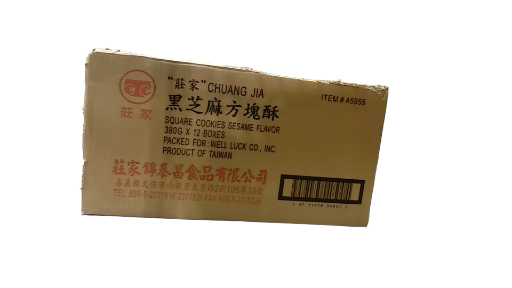 莊家
"莊家" CHUANG JIA
黑芝麻方塊酥
SQUARE COOKIES SESAME FLAVOR
380G X 12 BOXES
PACKED FOR: WELL LUCK CO., INC.
PRODUCT OF TAIWAN
ITEM # 45955
莊家錦泰昌食品有限公司